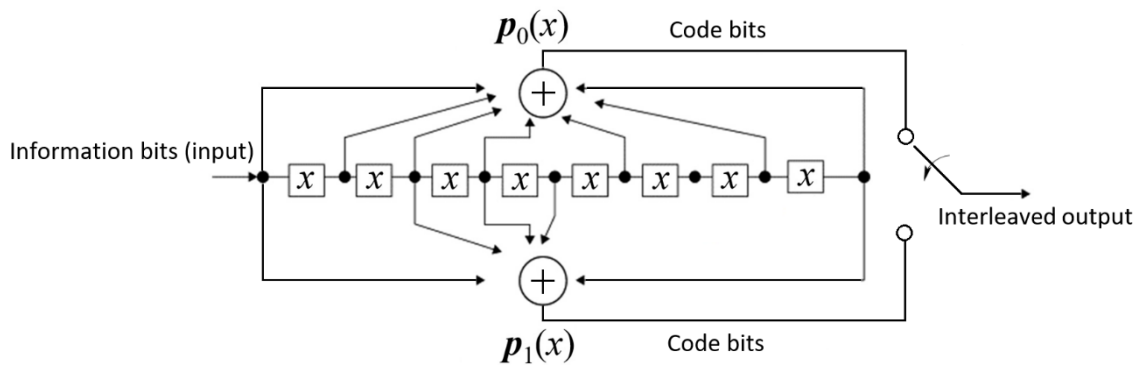 p₀(x)
Code bits
+
Information bits (input)
x x x x x x x x
Interleaved output
+
p₁(x)
Code bits